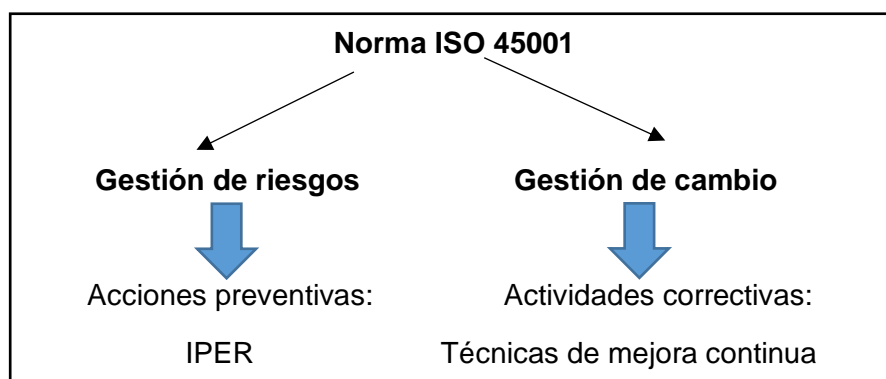 Norma ISO 45001
Gestión de riesgos
Gestión de cambio
Acciones preventivas:
Actividades correctivas:
IPER
Técnicas de mejora continua